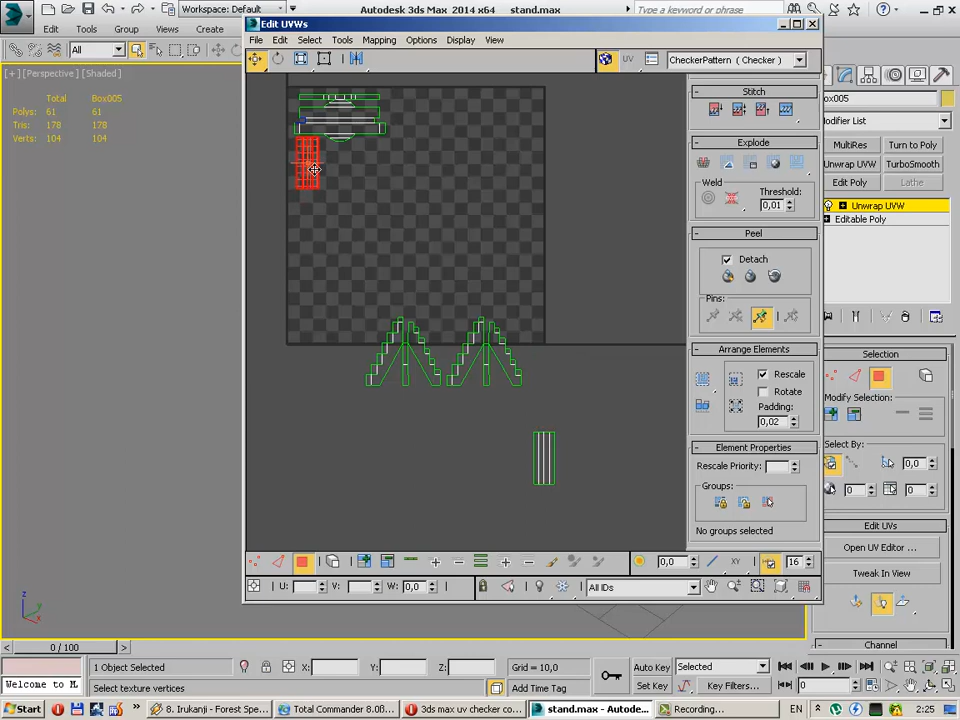 Autodesk 3ds Max 2014 x64
stand.max
Type a keyword or phrase
Edit UVWs
Edit Tools Group Views Create
File Edit Select Tools Mapping Options Display View
All
UV CheckerPattern ( Checker )
[+] [Perspective] [Shaded]
Total Box005
Polys: 61 61
Tris: 178 178
Verts: 104 104
Stitch
Explode
Weld
Threshold:
0,01
Peel
Detach
Pins:
Arrange Elements
Rescale
Rotate
Padding:
0,02
Element Properties
Rescale Priority:
Groups:
No groups selected
ox005
odifier List
MultiRes Turn to Poly
Unwrap UVW TurboSmooth
Edit Poly Lathe
Unwrap UVW
Editable Poly
Selection
Modify Selection:
Select By:
0,0
0 0
Edit UVs
Open UV Editor ...
Tweak In View
Channel
0,0 XY 16
U: V: W: 0,0 All IDs
z
y
x
0 / 100
1 Object Selected X: Y: Z: Grid = 10,0 Auto Key Selected
Welcome to M Select texture vertices Add Time Tag Set Key Key Filters... 0
Start 8. Irukanji - Forest Spe... Total Commander 8.0... 3ds max uv checker co... stand.max - Autodes... Recording... EN 2:25